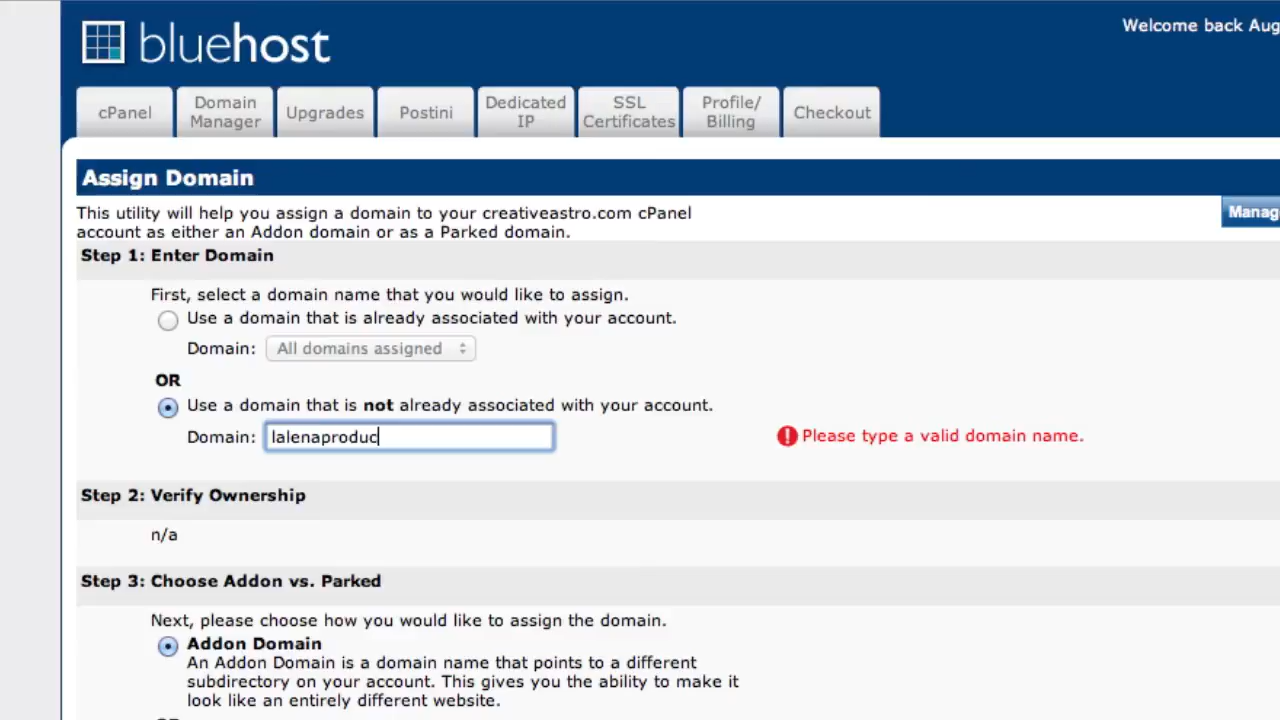 bluehost
Welcome back Aug
cPanel
Domain
Manager
Upgrades
Postini
Dedicated
IP
SSL
Certificates
Profile/
Billing
Checkout
Assign Domain
This utility will help you assign a domain to your creativeastro.com cPanel
account as either an Addon domain or as a Parked domain.
Manag
Step 1: Enter Domain
First, select a domain name that you would like to assign.
Use a domain that is already associated with your account.
Domain: All domains assigned
OR
Use a domain that is not already associated with your account.
Domain: lalenaproduc
Please type a valid domain name.
Step 2: Verify Ownership
n/a
Step 3: Choose Addon vs. Parked
Next, please choose how you would like to assign the domain.
Addon Domain
An Addon Domain is a domain name that points to a different
subdirectory on your account. This gives you the ability to make it
look like an entirely different website.